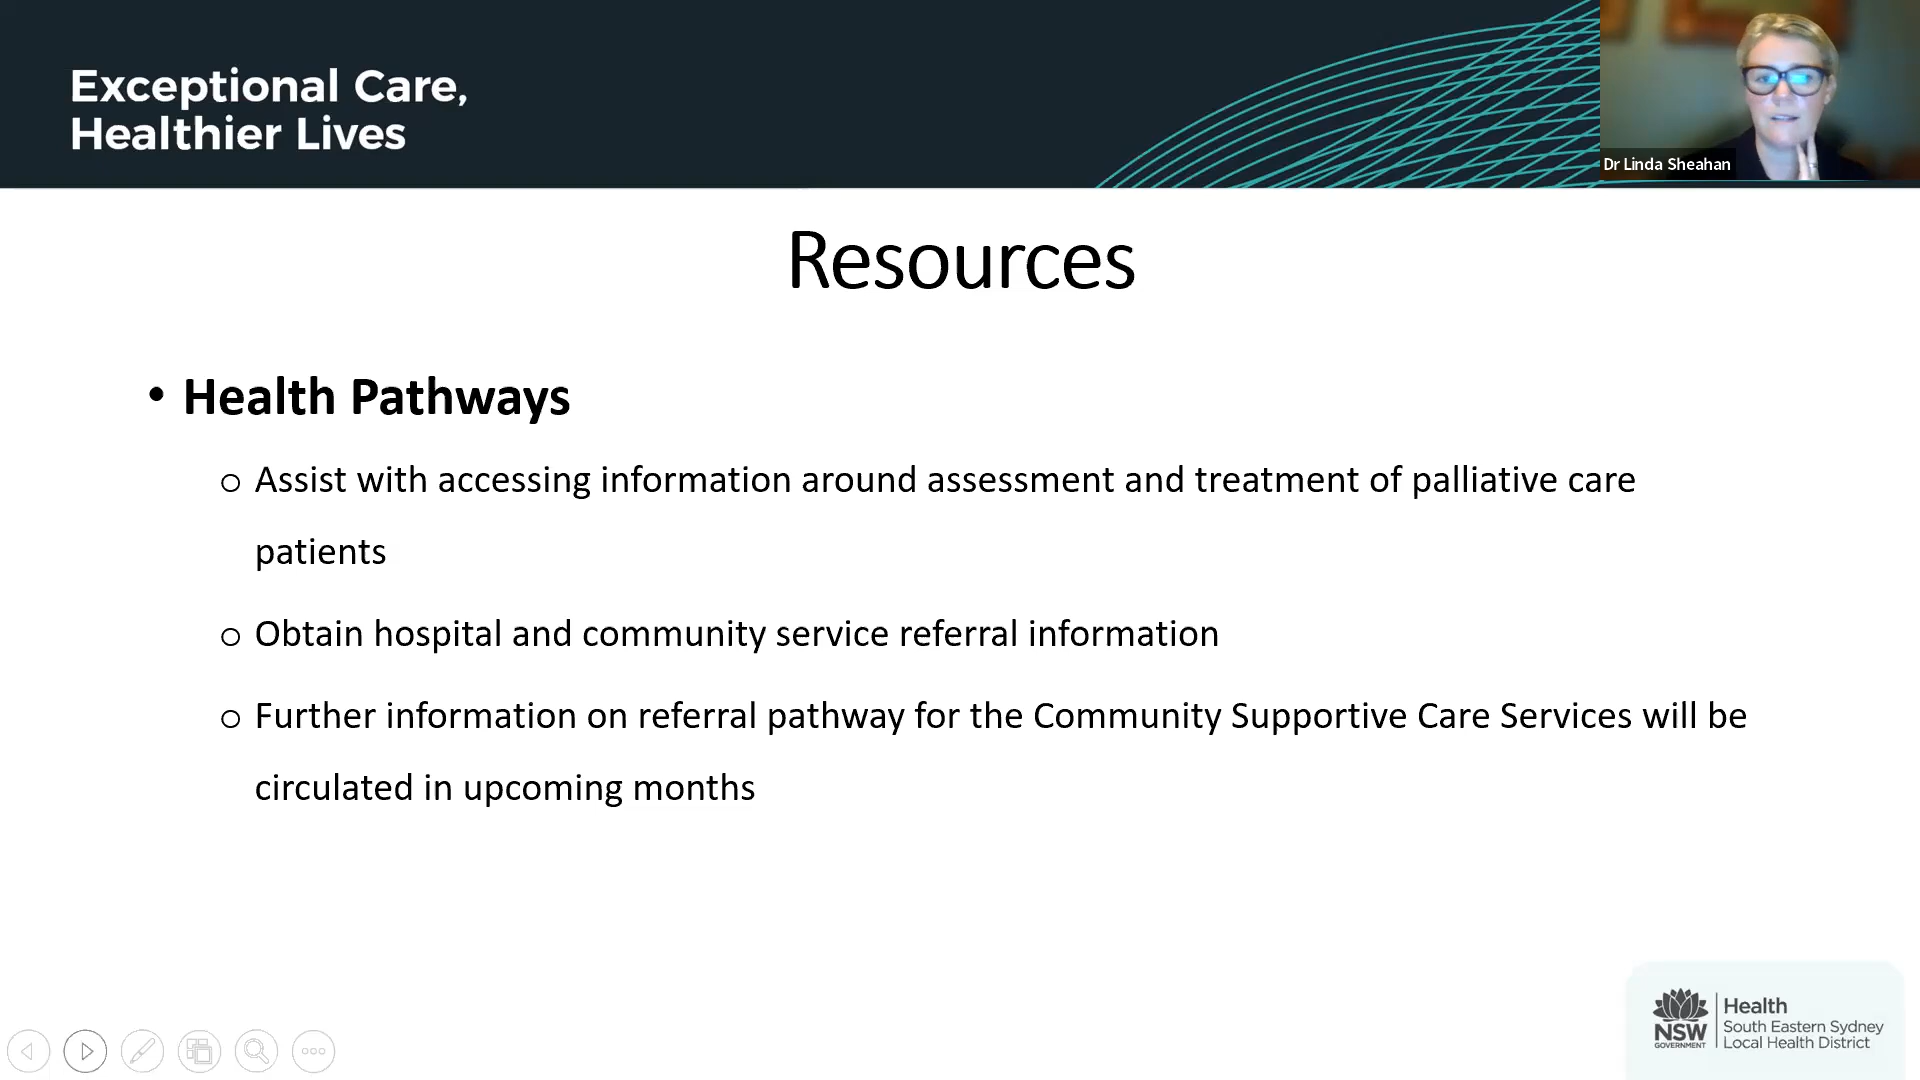 Exceptional Care,
Healthier Lives
Dr Linda Sheahan
Resources
• Health Pathways
o Assist with accessing information around assessment and treatment of palliative care
patients
o Obtain hospital and community service referral information
o Further information on referral pathway for the Community Supportive Care Services will be
circulated in upcoming months
NSW
GOVERNMENT
Health
South Eastern Sydney
Local Health District